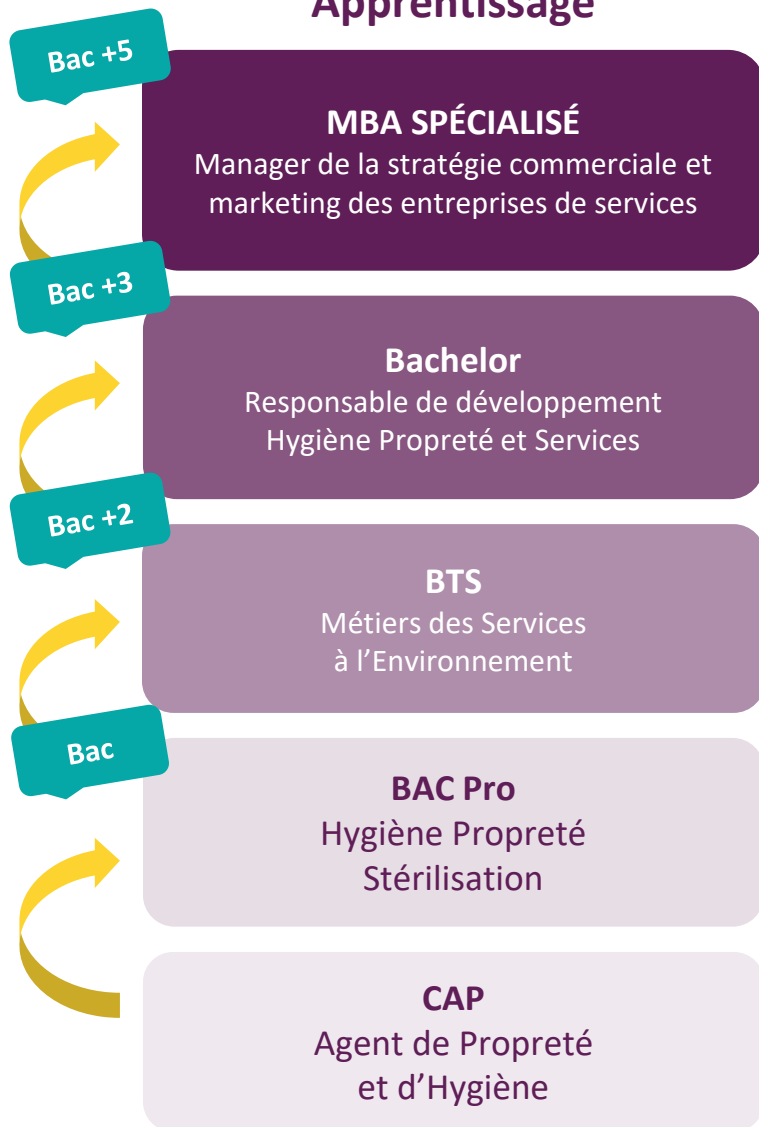 Apprentissage
Bac +5
MBA SPÉCIALISÉ
Manager de la stratégie commerciale et
marketing des entreprises de services
Bac +3
Bachelor
Responsable de développement
Hygiène Propreté et Services
Bac +2
BTS
Métiers des Services
à l’Environnement
Bac
BAC Pro
Hygiène Propreté
Stérilisation
CAP
Agent de Propreté
et d’Hygiène